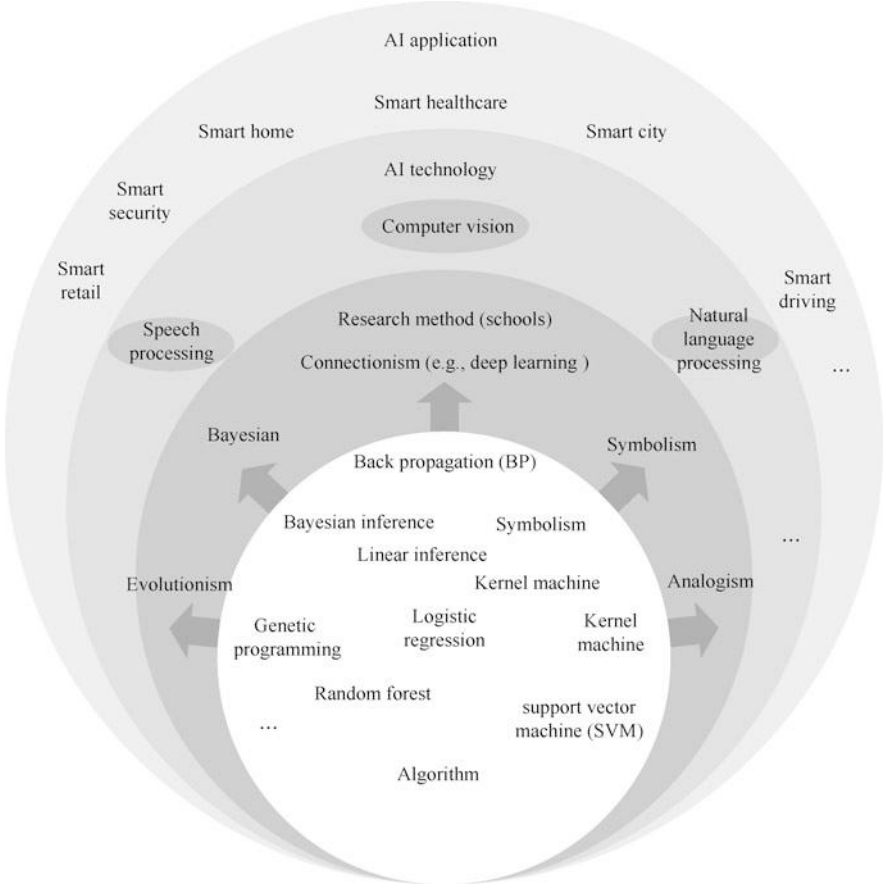 AI application
Smart healthcare
Smart home
Smart city
AI technology
Smart
security
Computer vision
Smart
retail
Smart
driving
Research method (schools)
Speech
processing
Natural
language
processing
Connectionism (e.g., deep learning )
...
Bayesian
Symbolism
Back propagation (BP)
Bayesian inference
Symbolism
...
Linear inference
Evolutionism
Kernel machine
Analogism
Genetic
programming
Logistic
regression
Kernel
machine
Random forest
support vector
machine (SVM)
...
Algorithm